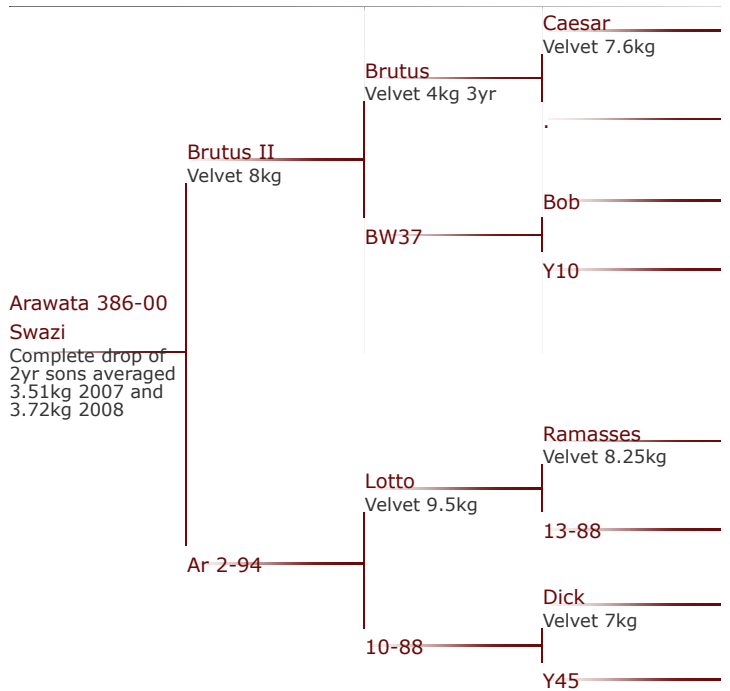 Caesar
Velvet 7.6kg
Brutus
Velvet 4kg 3yr
.
Brutus II
Velvet 8kg
Bob
BW37
Y10
Arawata 386-00
Swazi
Complete drop of
2yr sons averaged
3.51kg 2007 and
3.72kg 2008
Ramasses
Velvet 8.25kg
Lotto
Velvet 9.5kg
13-88
Ar 2-94
Dick
Velvet 7kg
10-88
Y45